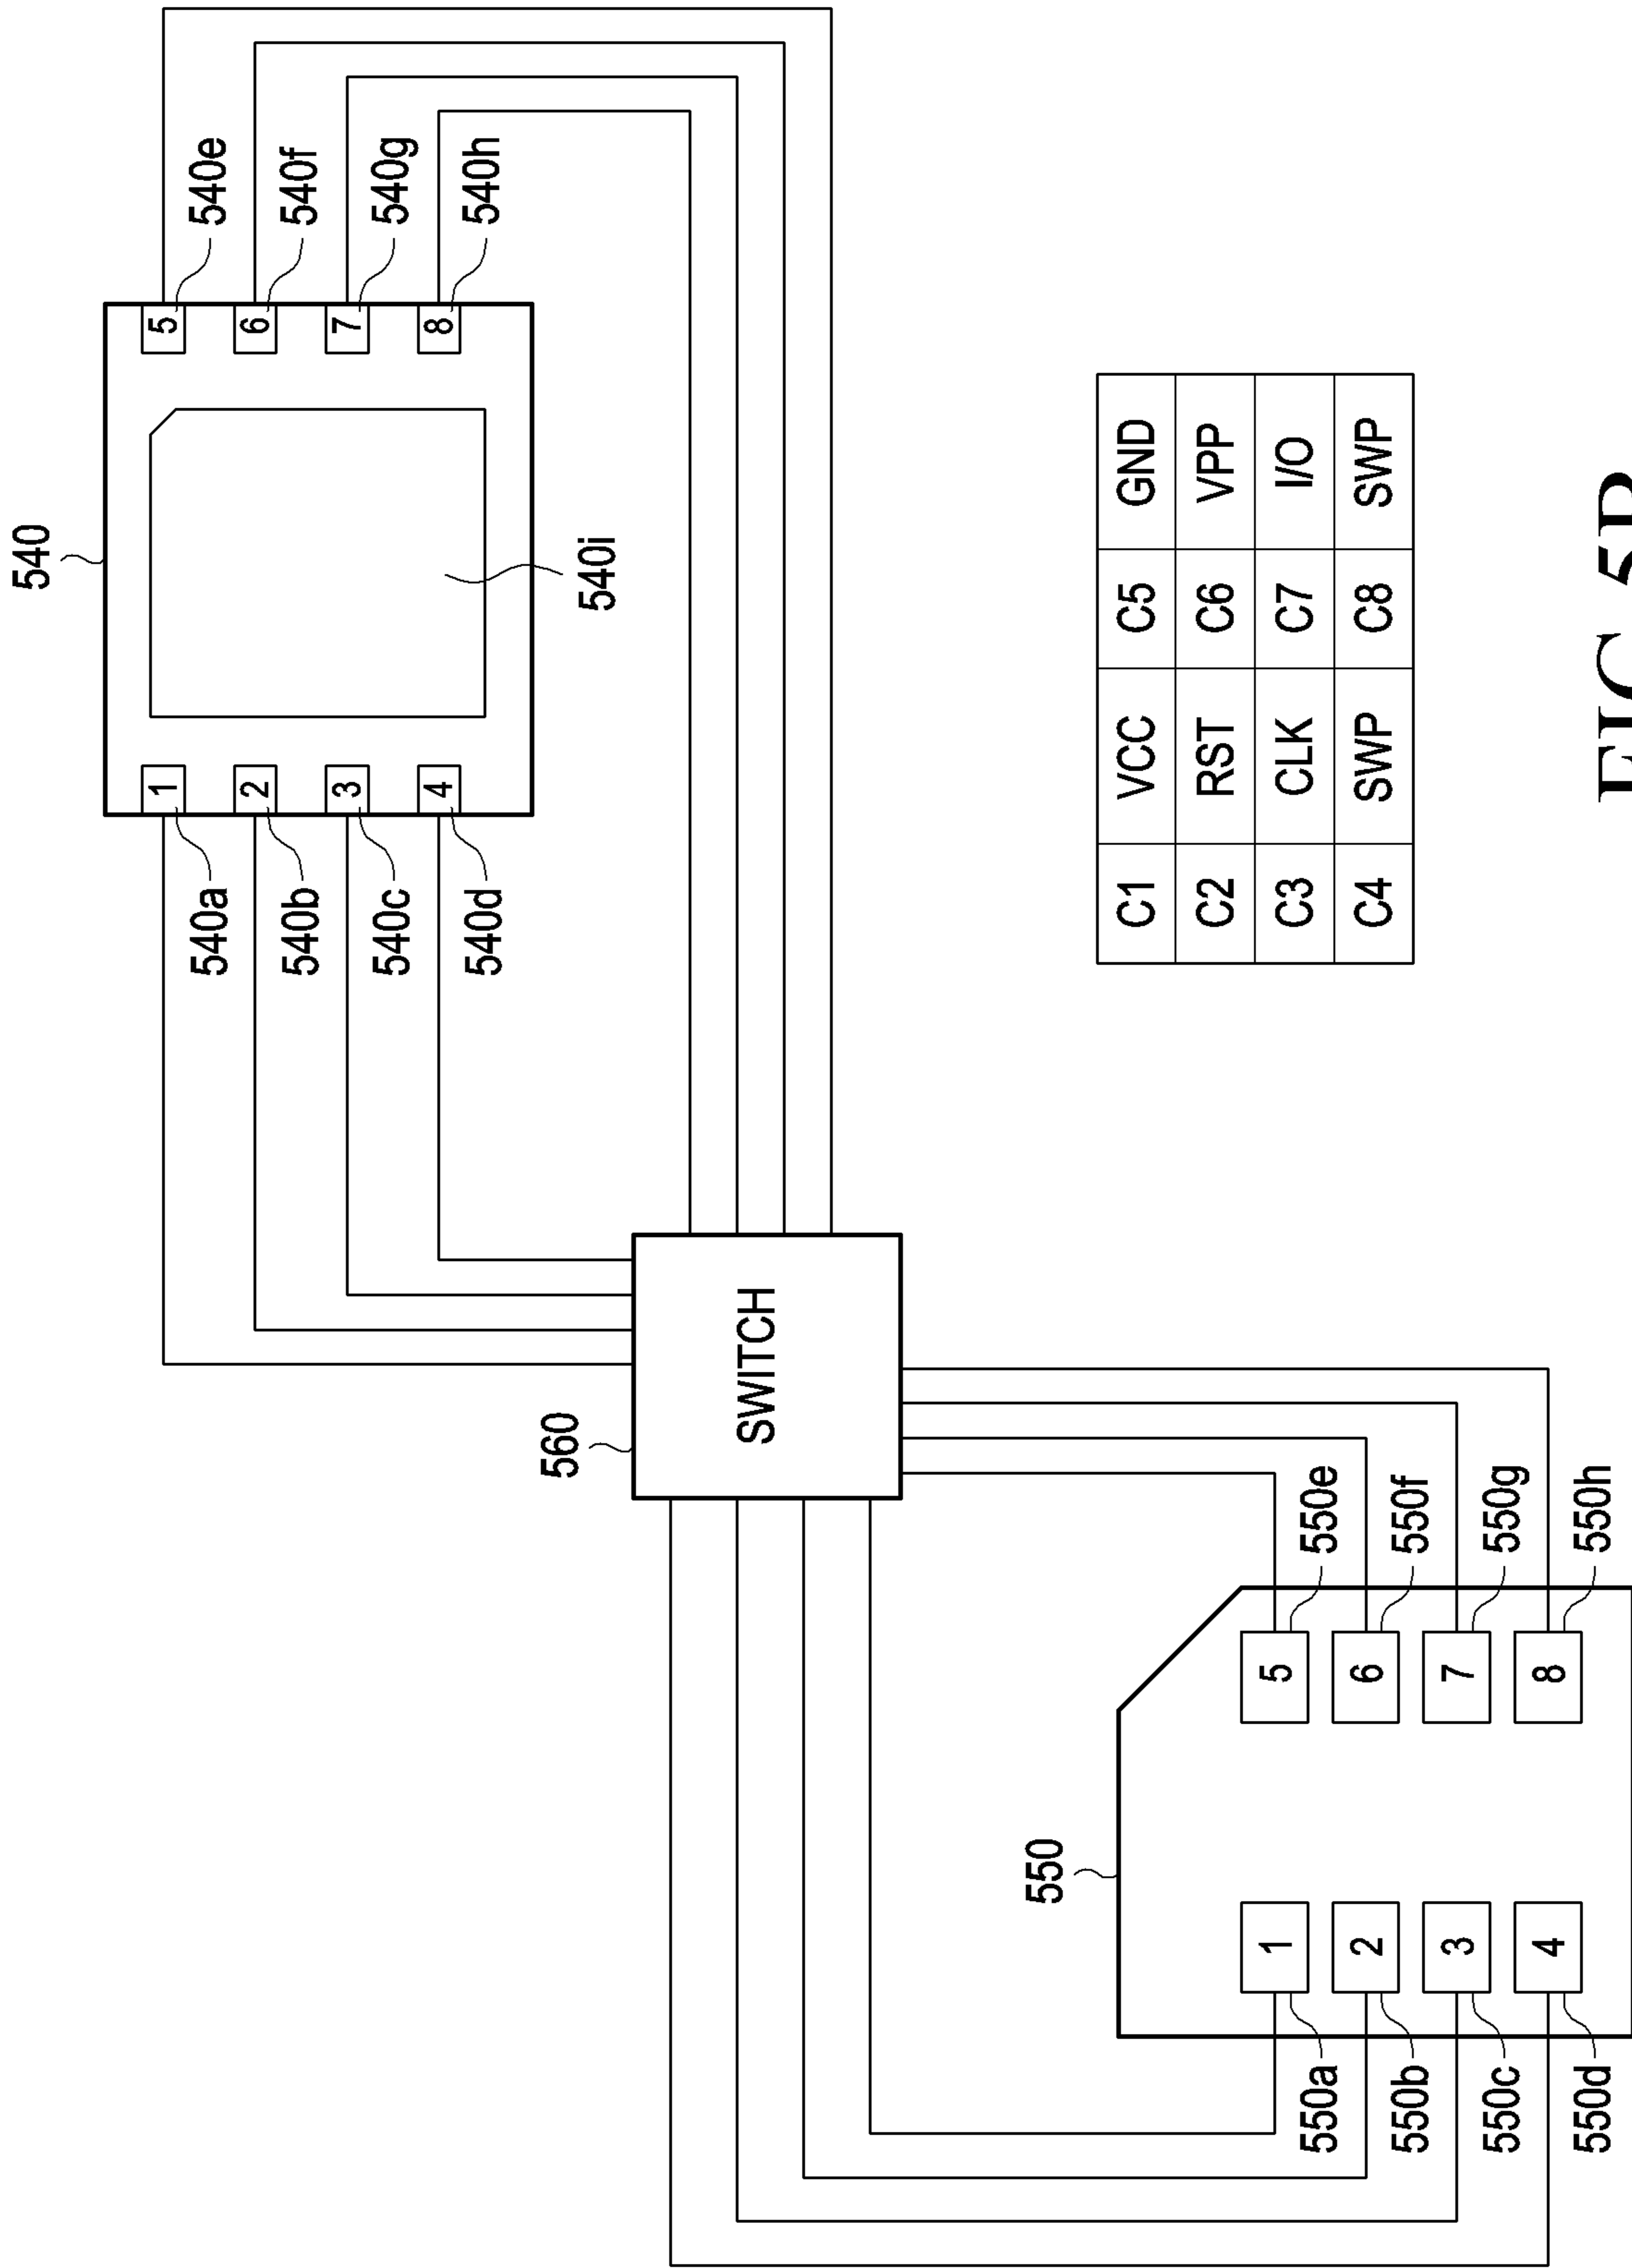 540
1
2
3
4
5
6
7
8
540a
540b
540c
540d
540e
540f
540g
540h
540i
560
SWITCH
550
1
2
3
4
5
6
7
8
550a
550b
550c
550d
550e
550f
550g
550h
C1 VCC C5 GND
C2 RST C6 VPP
C3 CLK C7 I/O
C4 SWP C8 SWP